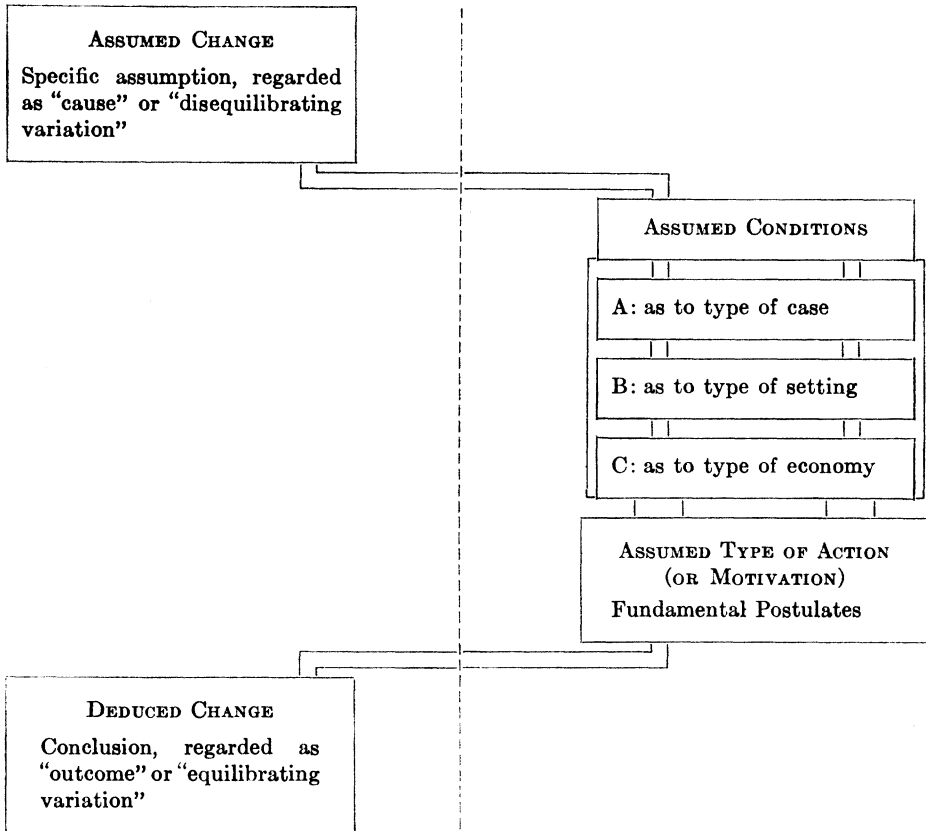 ASSUMED CHANGE
Specific assumption, regarded
as “cause” or “disequilibrating
variation”
ASSUMED CONDITIONS
A: as to type of case
B: as to type of setting
C: as to type of economy
ASSUMED TYPE OF ACTION
(OR MOTIVATION)
Fundamental Postulates
DEDUCED CHANGE
Conclusion, regarded as
“outcome” or “equilibrating
variation”